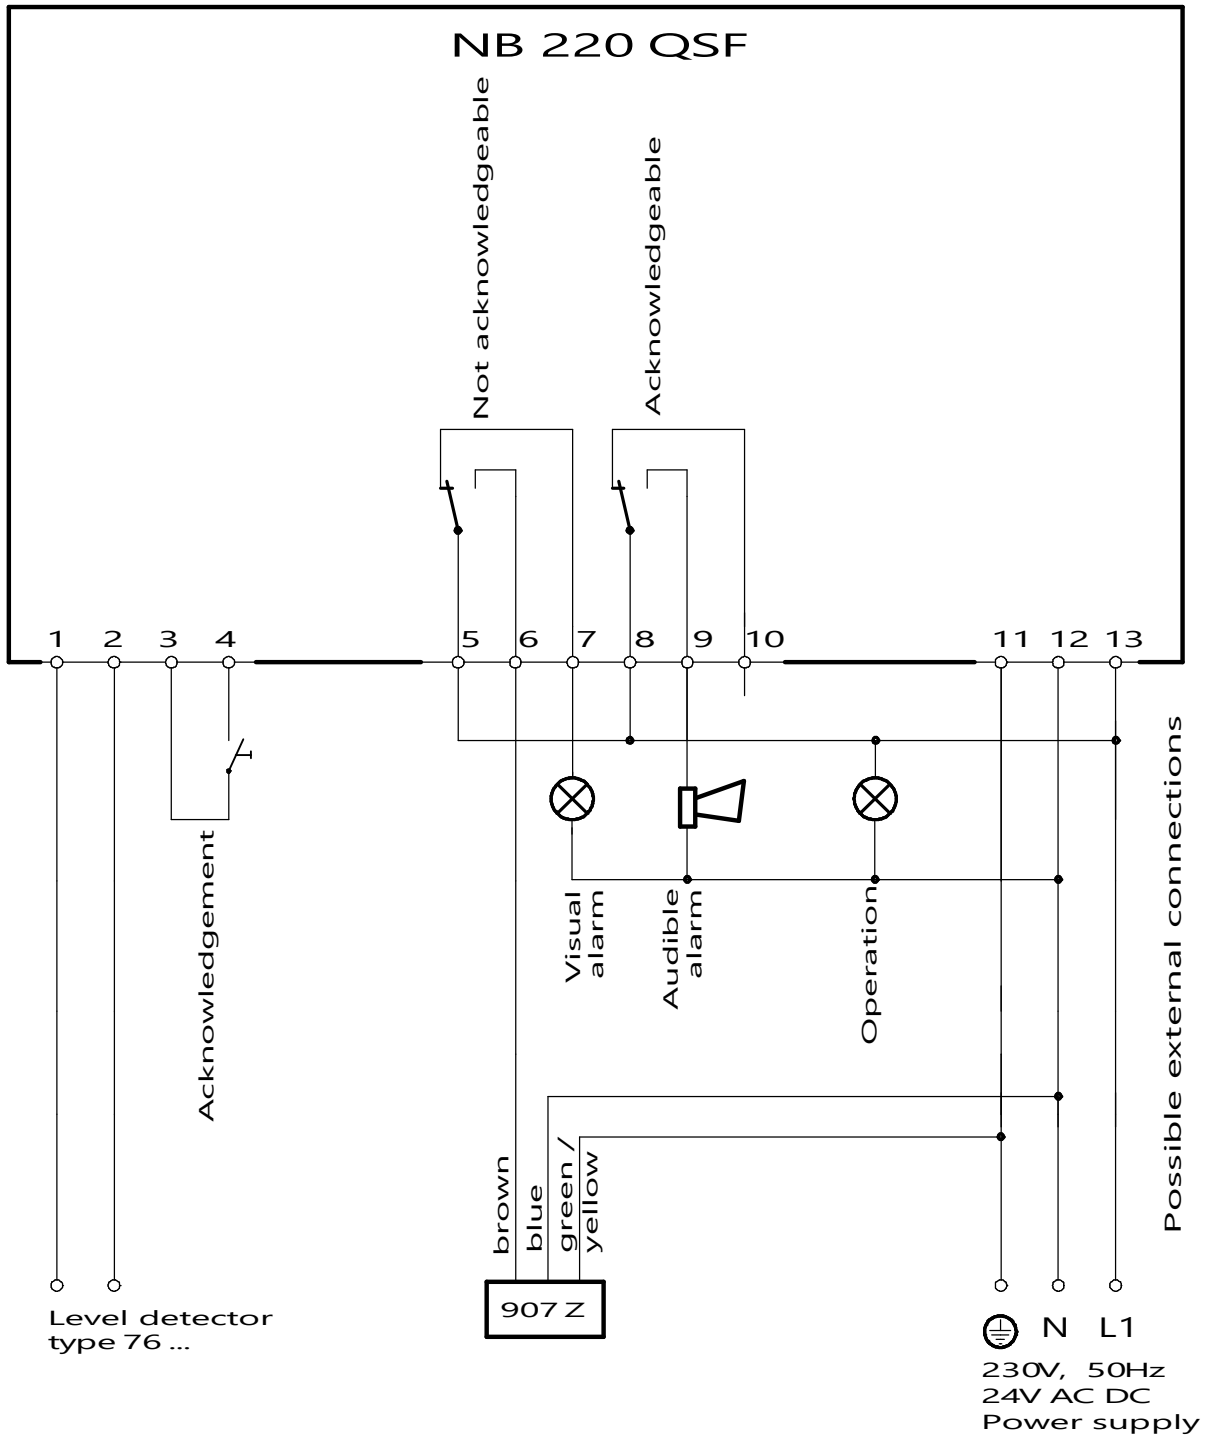 NB 220 QSF
Not acknowledgeable
Acknowledgeable
1 2 3 4 5 6 7 8 9 10 11 12 13
Acknowledgement
Visual
alarm
Audible
alarm
Operation
Possible external connections
brown
blue
green /
yellow
907 Z
Level detector
type 76 ...
N L1
230V, 50Hz
24V AC DC
Power supply